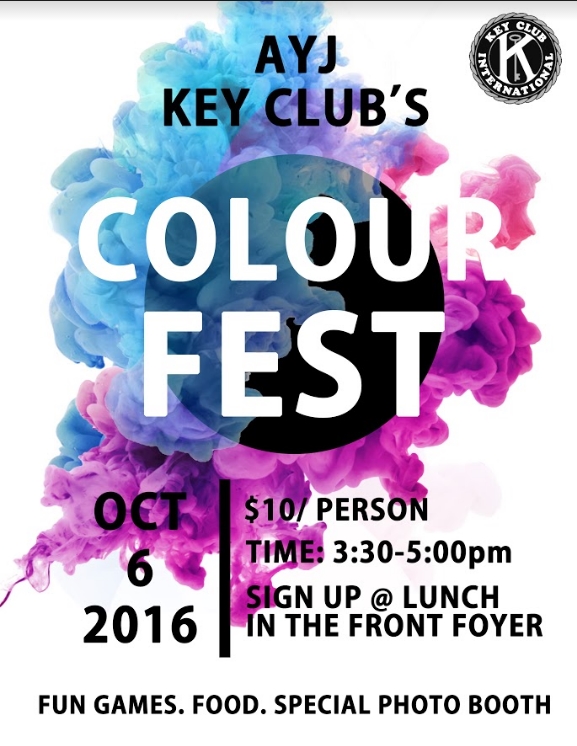 AYJ
KEY CLUB'S
KEY CLUB
K
INTERNATIONAL
COLOUR
FEST
OCT
6
2016
$10/ PERSON
TIME: 3:30-5:00pm
SIGN UP @ LUNCH
IN THE FRONT FOYER
FUN GAMES. FOOD. SPECIAL PHOTO BOOTH